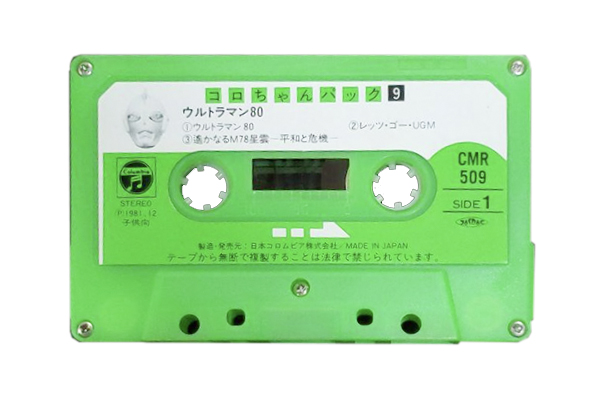 コロちゃんパック 9
ウルトラマン80
①ウルトラマン80 ②レッツ・ゴー・UGM
③遙かなるM78星雲—平和と危機—
Columbia
STEREO
Ⓟ1981.12
子供向
CMR
509
SIDE 1
製造・発売元：日本コロムビア株式会社／MADE IN JAPAN
テープから無断で複製することは法律で禁じられています。